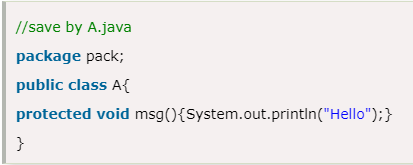 //save by A.java
package pack;
public class A{
protected void msg(){System.out.println("Hello");}
}